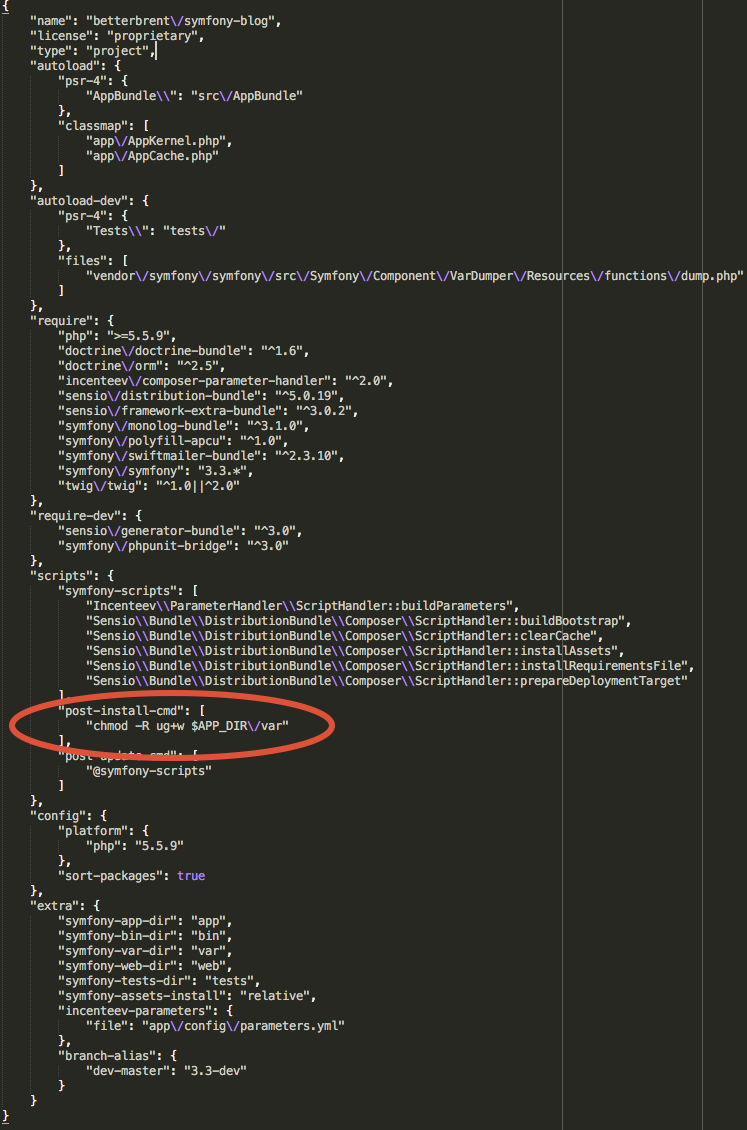 {
"name": "betterbrent\/symfony-blog",
"license": "proprietary",
"type": "project",
"autoload": {
"psr-4": {
"AppBundle\\": "src\/AppBundle"
},
"classmap": [
"app\/AppKernel.php",
"app\/AppCache.php"
]
},
"autoload-dev": {
"psr-4": {
"Tests\\": "tests\/"
},
"files": [
"vendor\/symfony\/symfony\/src\/Symfony\/Component\/VarDumper\/Resources\/functions\/dump.php"
]
},
"require": {
"php": ">=5.5.9",
"doctrine\/doctrine-bundle": "^1.6",
"doctrine\/orm": "^2.5",
"incenteev\/composer-parameter-handler": "^2.0",
"sensio\/distribution-bundle": "^5.0.19",
"sensio\/framework-extra-bundle": "^3.0.2",
"symfony\/monolog-bundle": "^3.1.0",
"symfony\/polyfill-apcu": "^1.0",
"symfony\/swiftmailer-bundle": "^2.3.10",
"symfony\/symfony": "3.3.*",
"twig\/twig": "^1.0||^2.0"
},
"require-dev": {
"sensio\/generator-bundle": "^3.0",
"symfony\/phpunit-bridge": "^3.0"
},
"scripts": {
"symfony-scripts": [
"Incenteev\\ParameterHandler\\ScriptHandler::buildParameters",
"Sensio\\Bundle\\DistributionBundle\\Composer\\ScriptHandler::buildBootstrap",
"Sensio\\Bundle\\DistributionBundle\\Composer\\ScriptHandler::clearCache",
"Sensio\\Bundle\\DistributionBundle\\Composer\\ScriptHandler::installAssets",
"Sensio\\Bundle\\DistributionBundle\\Composer\\ScriptHandler::installRequirementsFile",
"Sensio\\Bundle\\DistributionBundle\\Composer\\ScriptHandler::prepareDeploymentTarget"
],
"post-install-cmd": [
"chmod -R ug+w $APP_DIR\/var"
],
"post-update-cmd": [
"@symfony-scripts"
]
},
"config": {
"platform": {
"php": "5.5.9"
},
"sort-packages": true
},
"extra": {
"symfony-app-dir": "app",
"symfony-bin-dir": "bin",
"symfony-var-dir": "var",
"symfony-web-dir": "web",
"symfony-tests-dir": "tests",
"symfony-assets-install": "relative",
"incenteev-parameters": {
"file": "app\/config\/parameters.yml"
},
"branch-alias": {
"dev-master": "3.3-dev"
}
}
}